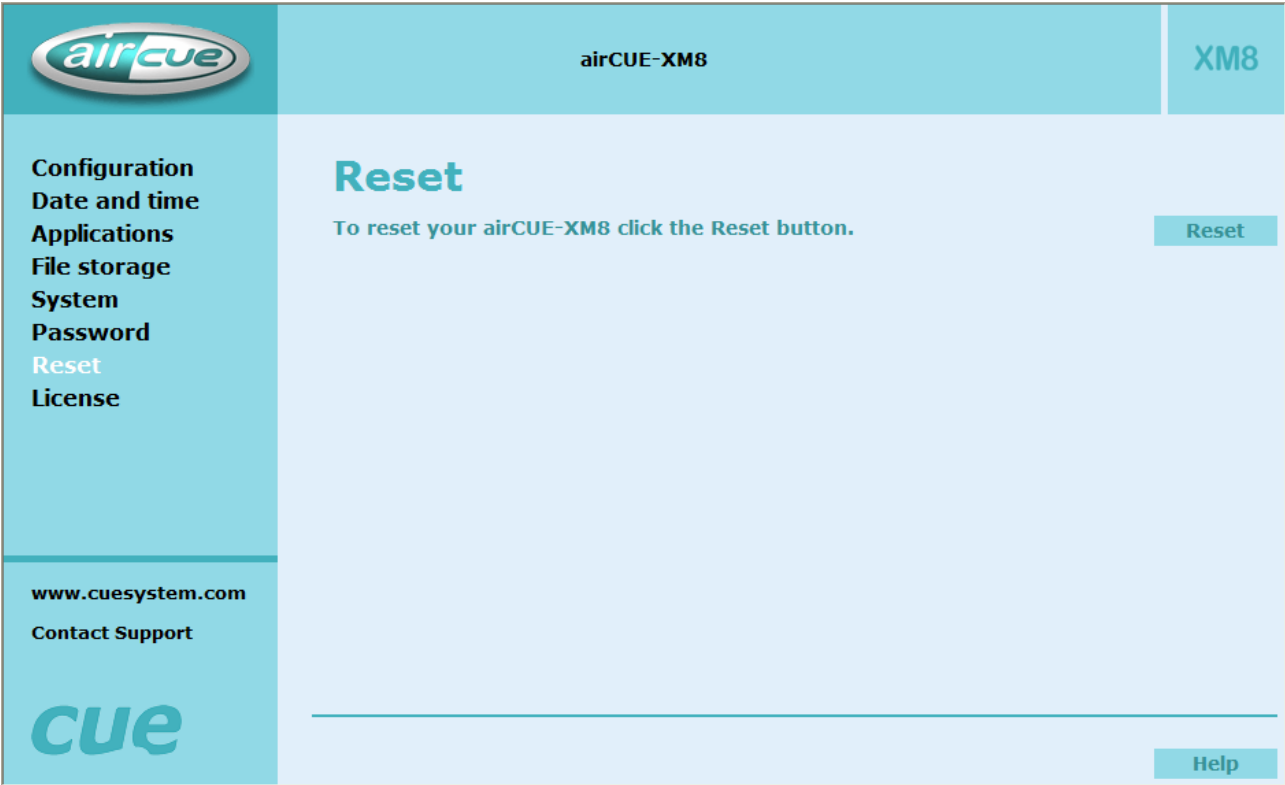 aircue
airCUE-XM8
XM8
Configuration
Date and time
Applications
File storage
System
Password
Reset
License
www.cuesystem.com
Contact Support
cue
Reset
To reset your airCUE-XM8 click the Reset button.
Reset
Help